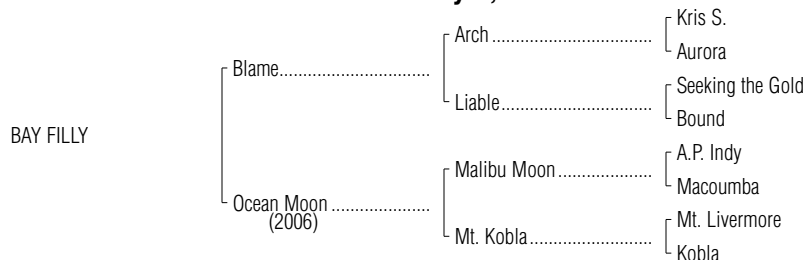 Kris S.
Arch
Aurora
Blame
Seeking the Gold
Liable
Bound
BAY FILLY
A.P. Indy
Malibu Moon
Macoumba
Ocean Moon
(2006)
Mt. Livermore
Mt. Kobla
Kobla